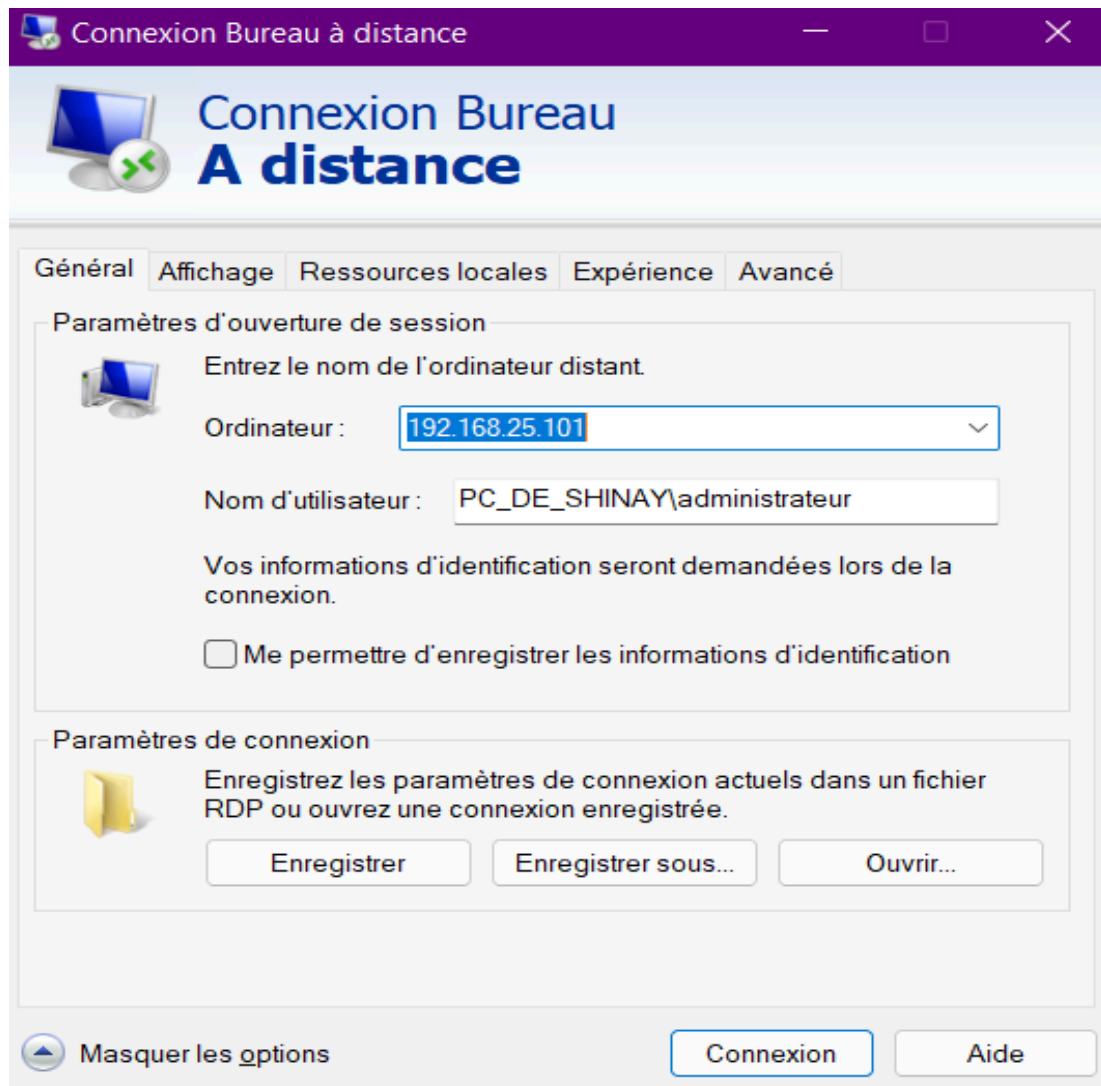 Connexion Bureau à distance
Connexion Bureau
A distance
Général Affichage Ressources locales Expérience Avancé
Paramètres d'ouverture de session
Entrez le nom de l'ordinateur distant.
Ordinateur : 192.168.25.101
Nom d'utilisateur : PC_DE_SHINAY\administrateur
Vos informations d'identification seront demandées lors de la
connexion.
Me permettre d'enregistrer les informations d'identification
Paramètres de connexion
Enregistrez les paramètres de connexion actuels dans un fichier
RDP ou ouvrez une connexion enregistrée.
Enregistrer Enregistrer sous... Ouvrir...
Masquer les options Connexion Aide